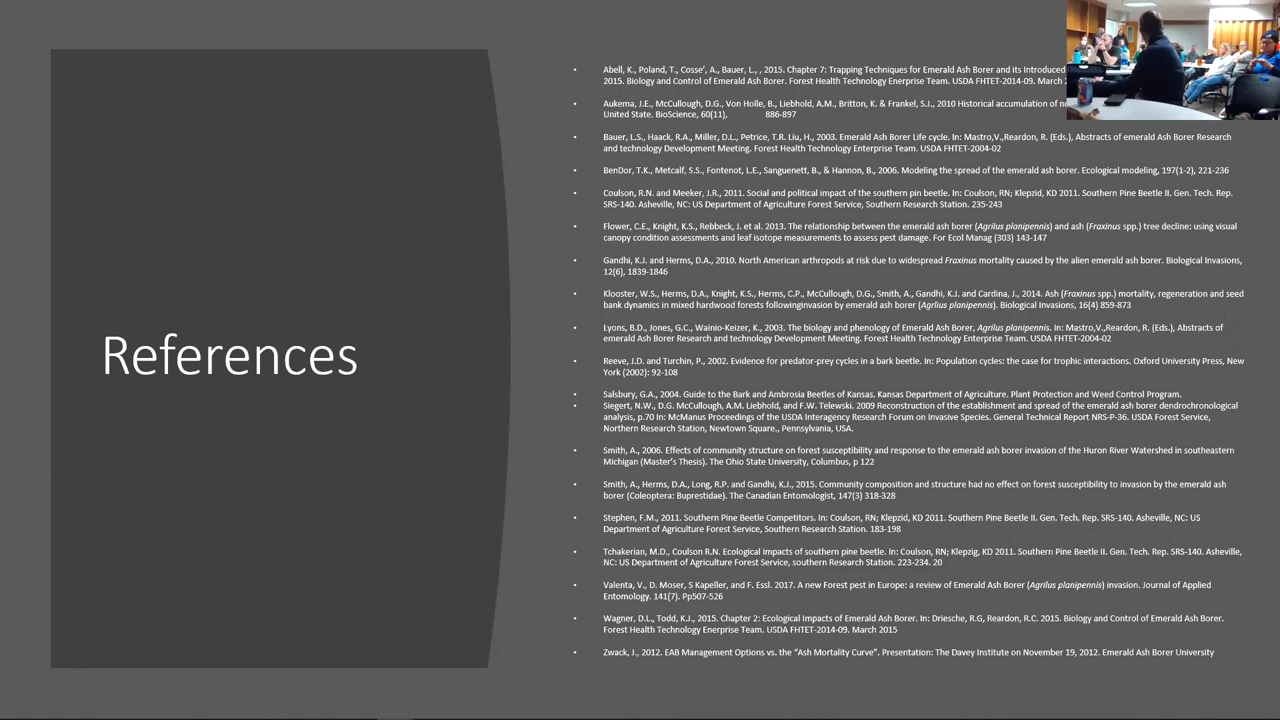 References
Abell, K., Poland, T., Cosse’, A., Bauer, L., , 2015. Chapter 7: Trapping Techniques for Emerald Ash Borer and its Introduced
2015. Biology and Control of Emerald Ash Borer. Forest Health Technology Enerprise Team. USDA FHTET-2014-09. March
Aukema, J.E., McCullough, D.G., Von Holle, B., Liebhold, A.M., Britton, K. & Frankel, S.J., 2010 Historical accumulation of
United State. BioScience, 60(11), 886-897
Bauer, L.S., Haack, R.A., Miller, D.L., Petrice, T.R. Liu, H., 2003. Emerald Ash Borer Life cycle. In: Mastro,V.,Reardon, R. (Eds.), Abstracts of emerald Ash Borer Research
and technology Development Meeting. Forest Health Technology Enterprise Team. USDA FHTET-2004-02
BenDor, T.K., Metcalf, S.S., Fontenot, L.E., Sanguenett, B., & Hannon, B., 2006. Modeling the spread of the emerald ash borer. Ecological modeling, 197(1-2), 221-236
Coulson, R.N. and Meeker, J.R., 2011. Social and political impact of the southern pin beetle. In: Coulson, RN; Klepzid, KD 2011. Southern Pine Beetle II. Gen. Tech. Rep.
SRS-140. Asheville, NC: US Department of Agriculture Forest Service, Southern Research Station. 235-243
Flower, C.E., Knight, K.S., Rebbeck, J. et al. 2013. The relationship between the emerald ash borer (Agrilus planipennis) and ash (Fraxinus spp.) tree decline: using visual
canopy condition assessments and leaf isotope measurements to assess pest damage. For Ecol Manag (303) 143-147
Gandhi, K.J. and Herms, D.A., 2010. North American arthropods at risk due to widespread Fraxinus mortality caused by the alien emerald ash borer. Biological Invasions,
12(6), 1839-1846
Klooster, W.S., Herms, D.A., Knight, K.S., Herms, C.P., McCullough, D.G., Smith, A., Gandhi, K.J. and Cardina, J., 2014. Ash (Fraxinus spp.) mortality, regeneration and seed
bank dynamics in mixed hardwood forests followinginvasion by emerald ash borer (Agrlius planipennis). Biological Invasions, 16(4) 859-873
Lyons, B.D., Jones, G.C., Wainio-Keizer, K., 2003. The biology and phenology of Emerald Ash Borer, Agrilus planipennis. In: Mastro,V.,Reardon, R. (Eds.), Abstracts of
emerald Ash Borer Research and technology Development Meeting. Forest Health Technology Enterprise Team. USDA FHTET-2004-02
Reeve, J.D. and Turchin, P., 2002. Evidence for predator-prey cycles in a bark beetle. In: Population cycles: the case for trophic interactions. Oxford University Press, New
York (2002): 92-108
Salsbury, G.A., 2004. Guide to the Bark and Ambrosia Beetles of Kansas. Kansas Department of Agriculture. Plant Protection and Weed Control Program.
Siegert, N.W., D.G. McCullough, A.M. Liebhold, and F.W. Telewski. 2009 Reconstruction of the establishment and spread of the emerald ash borer dendrochronological
analysis, p.70 In: McManus Proceedings of the USDA Interagency Research Forum on Invasive Species. General Technical Report NRS-P-36. USDA Forest Service,
Northern Research Station, Newtown Square., Pennsylvania, USA.
Smith, A., 2006. Effects of community structure on forest susceptibility and response to the emerald ash borer invasion of the Huron River Watershed in southeastern
Michigan (Master’s Thesis). The Ohio State University, Columbus, p 122
Smith, A., Herms, D.A., Long, R.P. and Gandhi, K.J., 2015. Community composition and structure had no effect on forest susceptibility to invasion by the emerald ash
borer (Coleoptera: Buprestidae). The Canadian Entomologist, 147(3) 318-328
Stephen, F.M., 2011. Southern Pine Beetle Competitors. In: Coulson, RN; Klepzid, KD 2011. Southern Pine Beetle II. Gen. Tech. Rep. SRS-140. Asheville, NC: US
Department of Agriculture Forest Service, Southern Research Station. 183-198
Tchakerian, M.D., Coulson R.N. Ecological impacts of southern pine beetle. In: Coulson, RN; Klepzig, KD 2011. Southern Pine Beetle II. Gen. Tech. Rep. SRS-140. Asheville,
NC: US Department of Agriculture Forest Service, southern Research Station. 223-234. 20
Valenta, V., D. Moser, S Kapeller, and F. Essl. 2017. A new Forest pest in Europe: a review of Emerald Ash Borer (Agrilus planipennis) invasion. Journal of Applied
Entomology. 141(7). Pp507-526
Wagner, D.L., Todd, K.J., 2015. Chapter 2: Ecological Impacts of Emerald Ash Borer. In: Driesche, R.G, Reardon, R.C. 2015. Biology and Control of Emerald Ash Borer.
Forest Health Technology Enerprise Team. USDA FHTET-2014-09. March 2015
Zwack, J., 2012. EAB Management Options vs. the “Ash Mortality Curve”. Presentation: The Davey Institute on November 19, 2012. Emerald Ash Borer University